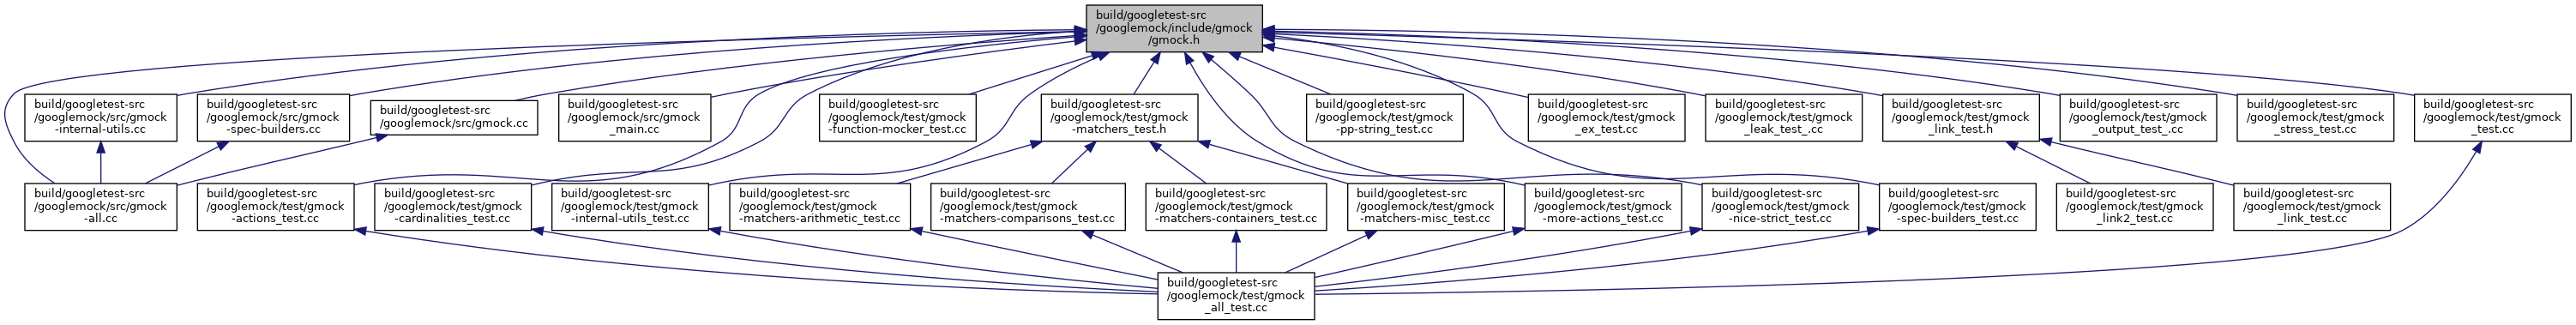 build/googletest-src
/googlemock/include/gmock
/gmock.h
build/googletest-src
/googlemock/src/gmock
-internal-utils.cc
build/googletest-src
/googlemock/src/gmock
-spec-builders.cc
build/googletest-src
/googlemock/src/gmock.cc
build/googletest-src
/googlemock/src/gmock
_main.cc
build/googletest-src
/googlemock/test/gmock
-function-mocker_test.cc
build/googletest-src
/googlemock/test/gmock
-matchers_test.h
build/googletest-src
/googlemock/test/gmock
-pp-string_test.cc
build/googletest-src
/googlemock/test/gmock
_ex_test.cc
build/googletest-src
/googlemock/test/gmock
_leak_test_.cc
build/googletest-src
/googlemock/test/gmock
_link_test.h
build/googletest-src
/googlemock/test/gmock
_output_test_.cc
build/googletest-src
/googlemock/test/gmock
_stress_test.cc
build/googletest-src
/googlemock/test/gmock
_test.cc
build/googletest-src
/googlemock/src/gmock
-all.cc
build/googletest-src
/googlemock/test/gmock
-actions_test.cc
build/googletest-src
/googlemock/test/gmock
-cardinalities_test.cc
build/googletest-src
/googlemock/test/gmock
-internal-utils_test.cc
build/googletest-src
/googlemock/test/gmock
-matchers-arithmetic_test.cc
build/googletest-src
/googlemock/test/gmock
-matchers-comparisons_test.cc
build/googletest-src
/googlemock/test/gmock
-matchers-containers_test.cc
build/googletest-src
/googlemock/test/gmock
-matchers-misc_test.cc
build/googletest-src
/googlemock/test/gmock
-more-actions_test.cc
build/googletest-src
/googlemock/test/gmock
-nice-strict_test.cc
build/googletest-src
/googlemock/test/gmock
-spec-builders_test.cc
build/googletest-src
/googlemock/test/gmock
_link2_test.cc
build/googletest-src
/googlemock/test/gmock
_link_test.cc
build/googletest-src
/googlemock/test/gmock
_all_test.cc